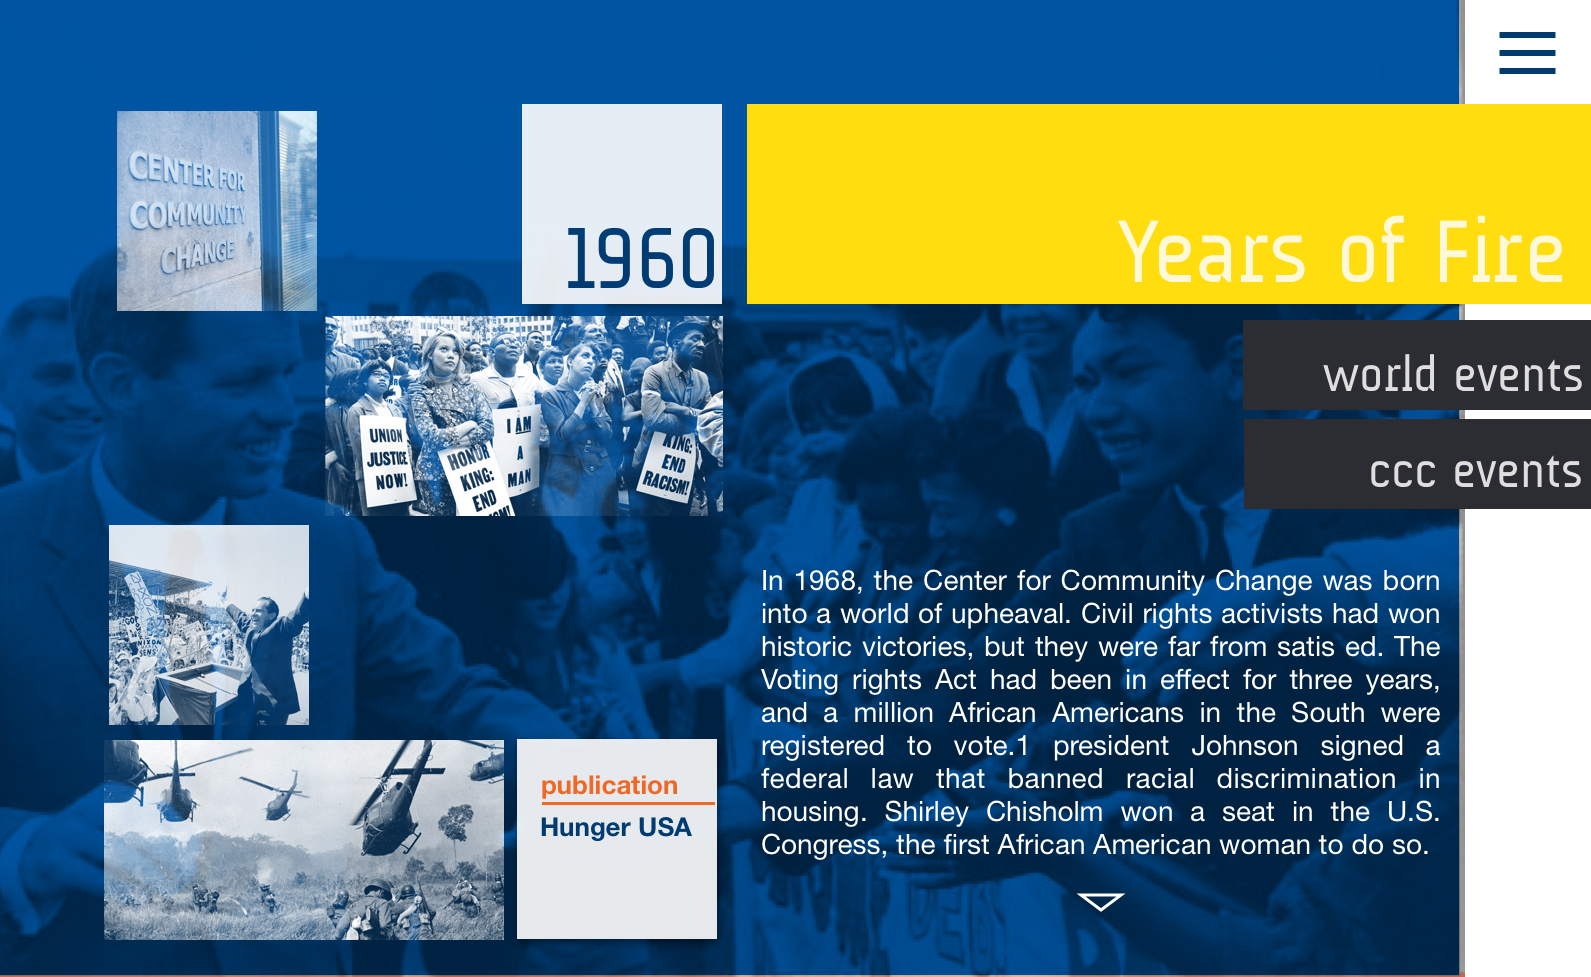 CENTER FOR
COMMUNITY
CHANGE
1960
Years of Fire
world events
ccc events
UNION
JUSTICE
NOW!
HONOR
KING:
END
I AM
A
MAN
KING:
END
RACISM!
NIXON
publication
Hunger USA
In 1968, the Center for Community Change was born
into a world of upheaval. Civil rights activists had won
historic victories, but they were far from satis ed. The
Voting rights Act had been in effect for three years,
and a million African Americans in the South were
registered to vote.1 president Johnson signed a
federal law that banned racial discrimination in
housing. Shirley Chisholm won a seat in the U.S.
Congress, the first African American woman to do so.